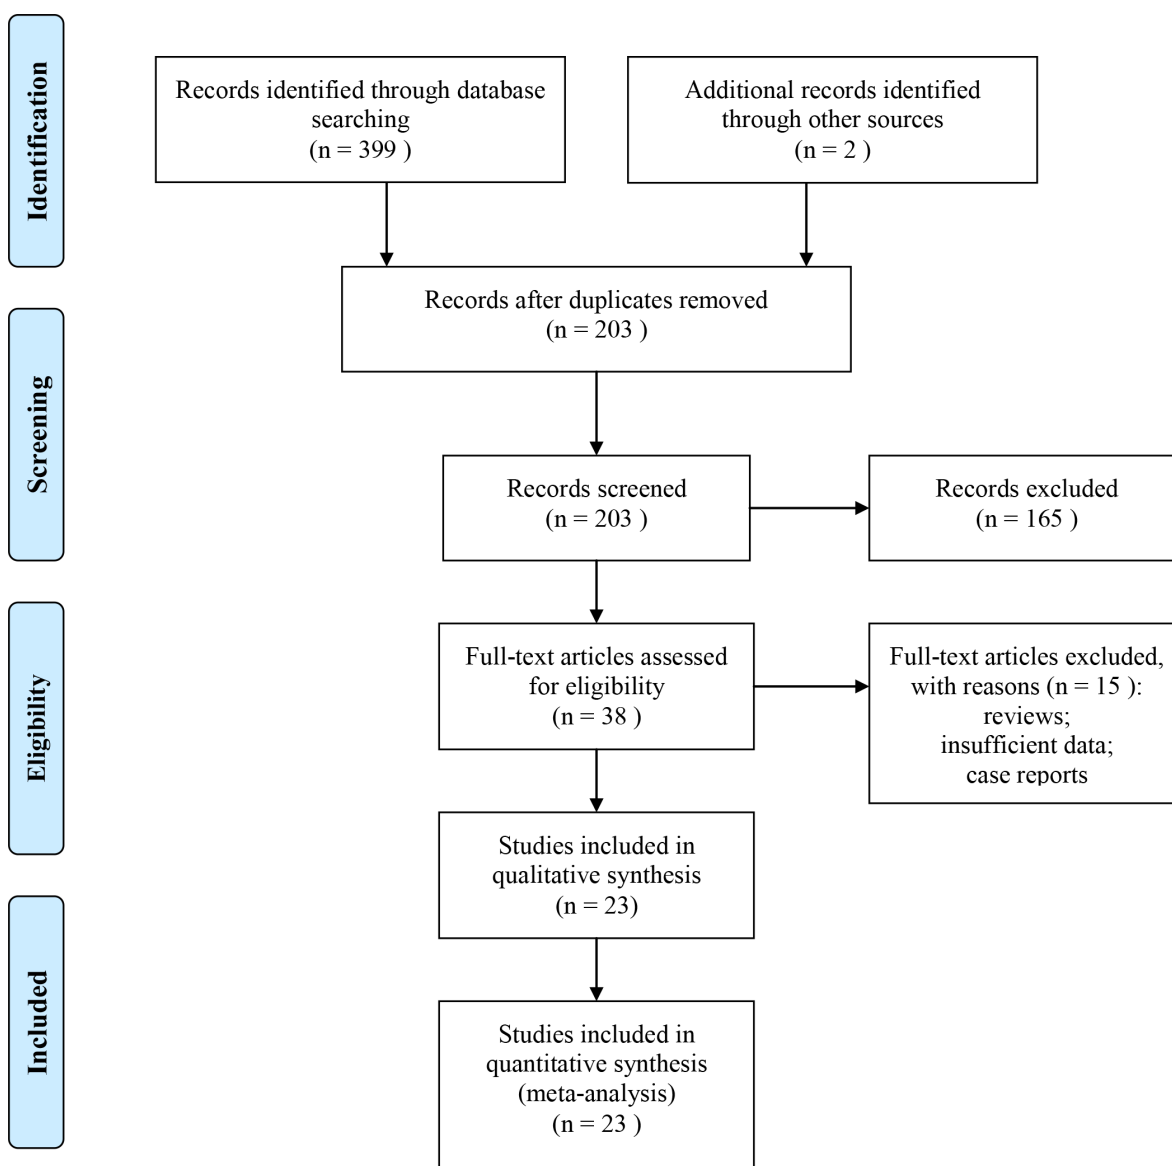 Identification
Records identified through database
searching
(n = 399 )
Additional records identified
through other sources
(n = 2 )
Records after duplicates removed
(n = 203 )
Screening
Records screened
(n = 203 )
Records excluded
(n = 165 )
Eligibility
Full-text articles assessed
for eligibility
(n = 38 )
Full-text articles excluded,
with reasons (n = 15 ):
reviews;
insufficient data;
case reports
Studies included in
qualitative synthesis
(n = 23)
Included
Studies included in
quantitative synthesis
(meta-analysis)
(n = 23 )